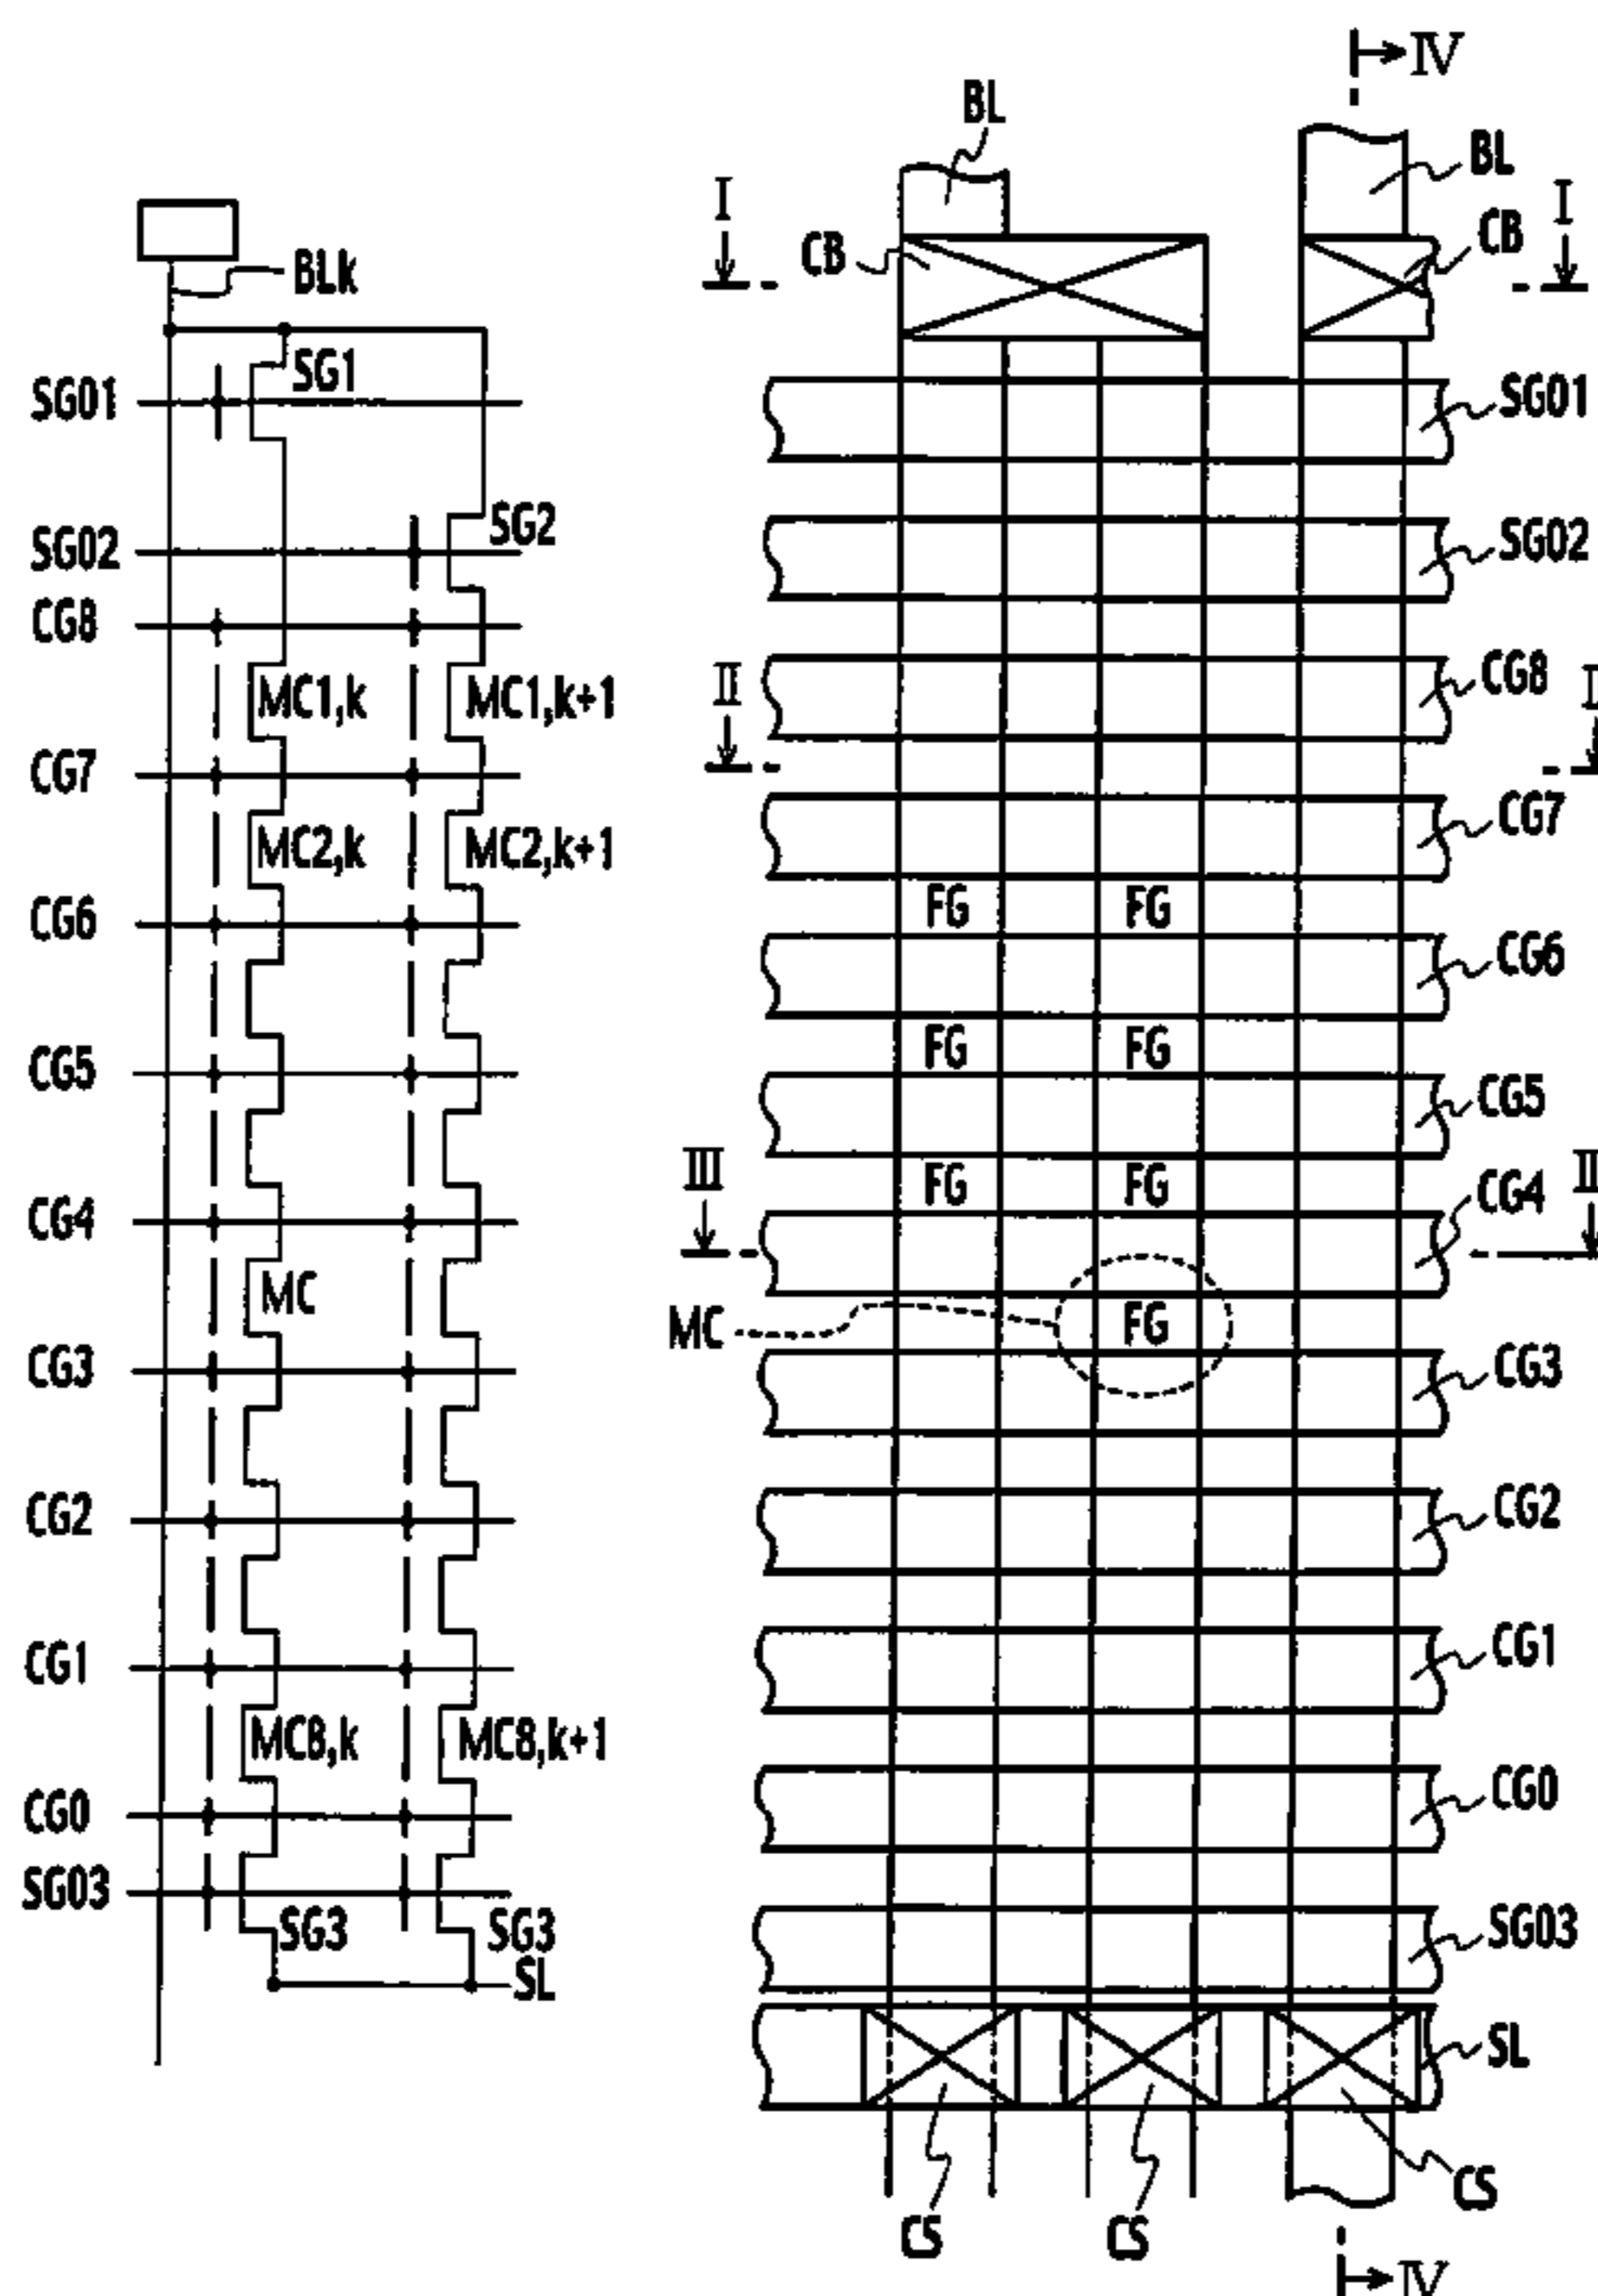 BLk
SG01
SG1
SG02
SG2
CG8
MC1,k
MC1,k+1
CG7
MC2,k
MC2,k+1
CG6
CG5
CG4
MC
CG3
CG2
CG1
MC8,k
MC8,k+1
CG0
SG03
SG3
SG3
SL
IV
BL
BL
I
I
CB
CB
SG01
SG02
CG8
II
CG7
FG
FG
CG6
FG
FG
CG5
III
FG
FG
CG4
MC
FG
CG3
CG2
CG1
CG0
SG03
SL
CS
CS
CS
IV